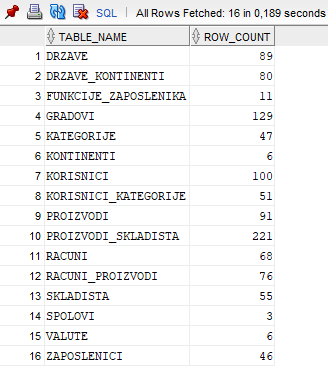 SQL | All Rows Fetched: 16 in 0,189 seconds
TABLE_NAME ROW_COUNT
1 DRZAVE 89
2 DRZAVE_KONTINENTI 80
3 FUNKCIJE_ZAPOSLENIKA 11
4 GRADOVI 129
5 KATEGORIJE 47
6 KONTINENTI 6
7 KORISNICI 100
8 KORISNICI_KATEGORIJE 51
9 PROIZVODI 91
10 PROIZVODI_SKLADISTA 221
11 RACUNI 68
12 RACUNI_PROIZVODI 76
13 SKLADISTA 55
14 SPOLOVI 3
15 VALUTE 6
16 ZAPOSLENICI 46